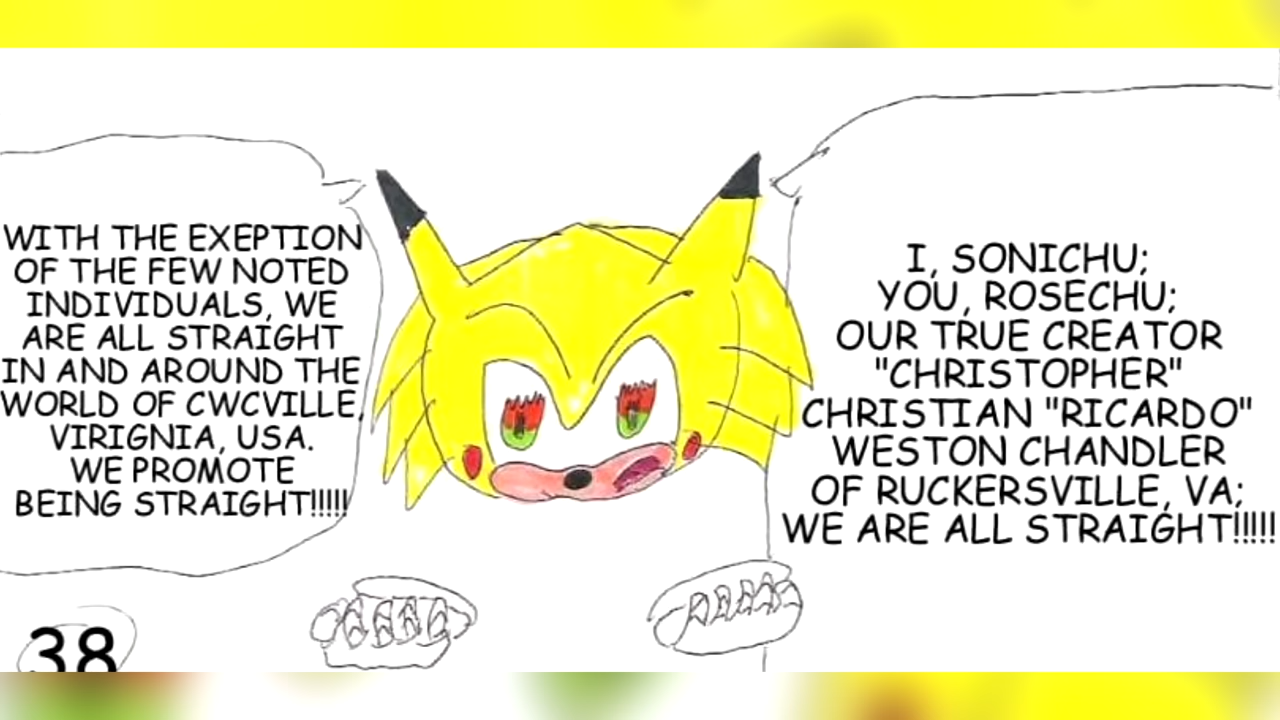 WITH THE EXEPTION
OF THE FEW NOTED
INDIVIDUALS, WE
ARE ALL STRAIGHT
IN AND AROUND THE
WORLD OF CWCVILLE,
VIRIGNIA, USA.
WE PROMOTE
BEING STRAIGHT!!!!!
I, SONICHU;
YOU, ROSECHU;
OUR TRUE CREATOR
"CHRISTOPHER"
CHRISTIAN "RICARDO"
WESTON CHANDLER
OF RUCKERSVILLE, VA;
WE ARE ALL STRAIGHT!!!!!
38